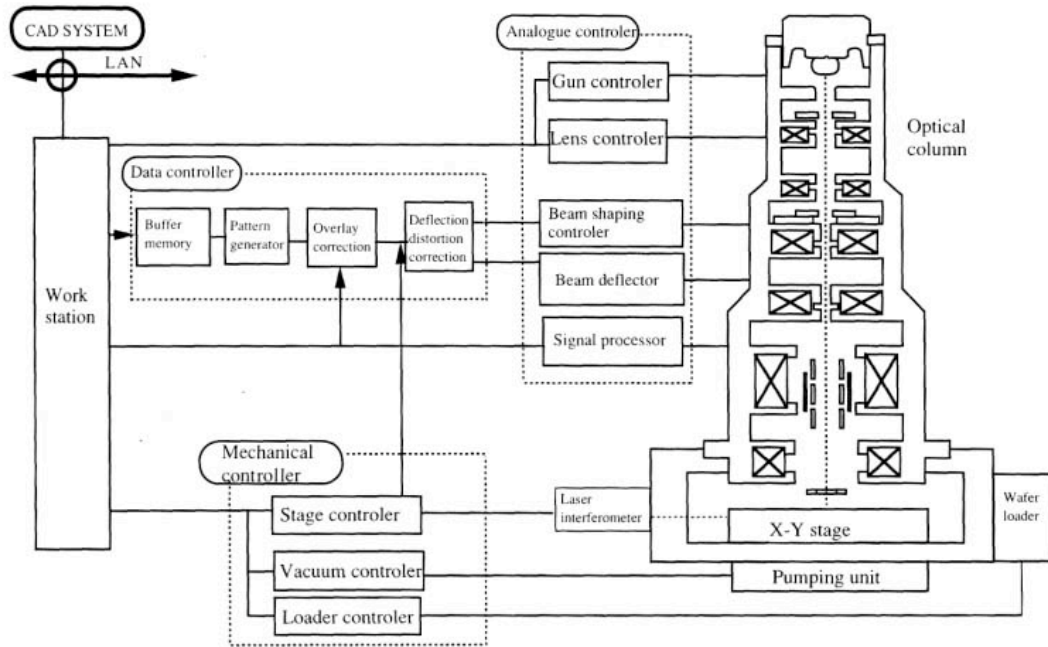 CAD SYSTEM
LAN
Analogue controler
Gun controler
Lens controler
Optical
column
Data controller
Buffer
memory
Pattern
generator
Overlay
correction
Deflection
distortion
correction
Beam shaping
controler
Beam deflector
Work
station
Signal processor
Mechanical
controller
Stage controler
Laser
interferometer
X-Y stage
Wafer
loader
Vacuum controler
Pumping unit
Loader controler